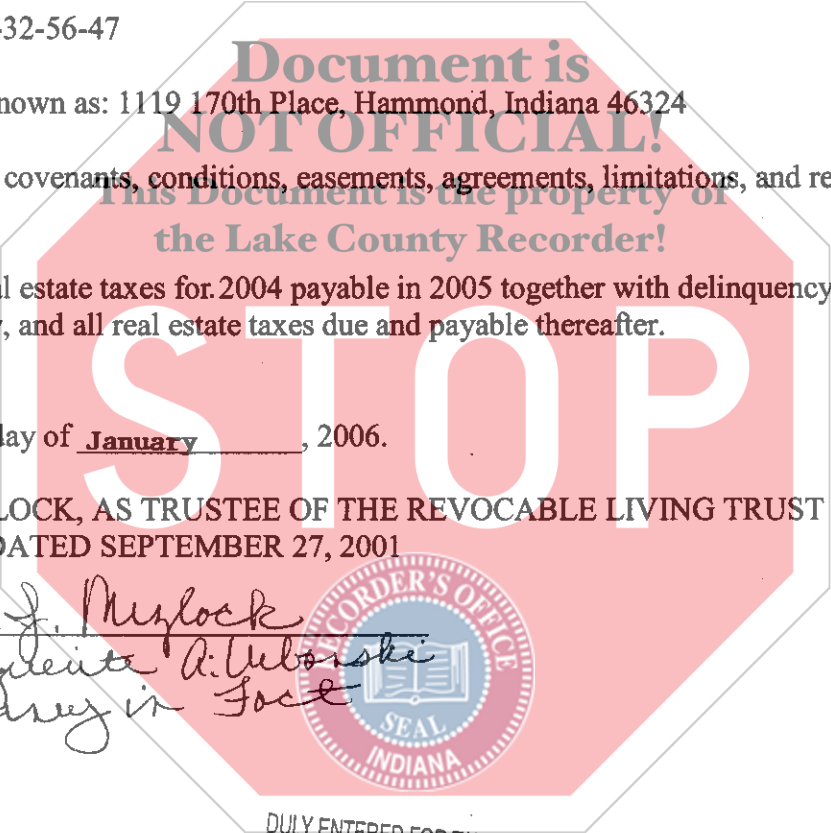 -32-56-47
Document is
nown as: 1119 170th Place, Hammond, Indiana 46324
NOT OFFICIAL!
covenants, conditions, easements, agreements, limitations, and re
This Document is the property of
the Lake County Recorder!
al estate taxes for.2004 payable in 2005 together with delinquency
, and all real estate taxes due and payable thereafter.
STOP
day of January , 2006.
LOCK, AS TRUSTEE OF THE REVOCABLE LIVING TRUST
DATED SEPTEMBER 27, 2001
J. Mizlock
A. Uborski
in Fact
RECORDER'S OFFICE
SEAL
INDIANA
DULY ENTERED FOR